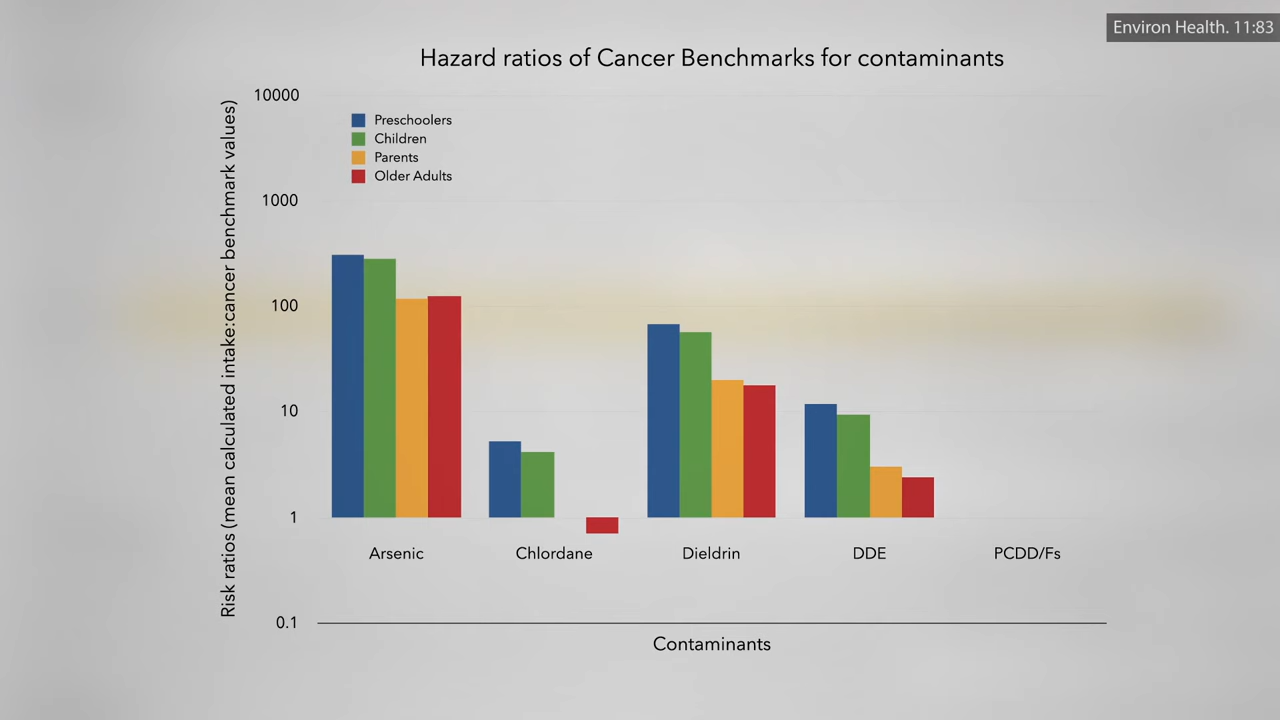 Environ Health. 11:83
Hazard ratios of Cancer Benchmarks for contaminants
Risk ratios (mean calculated intake:cancer benchmark values)
10000
1000
100
10
1
0.1
Preschoolers
Children
Parents
Older Adults
Arsenic
Chlordane
Dieldrin
DDE
PCDD/Fs
Contaminants